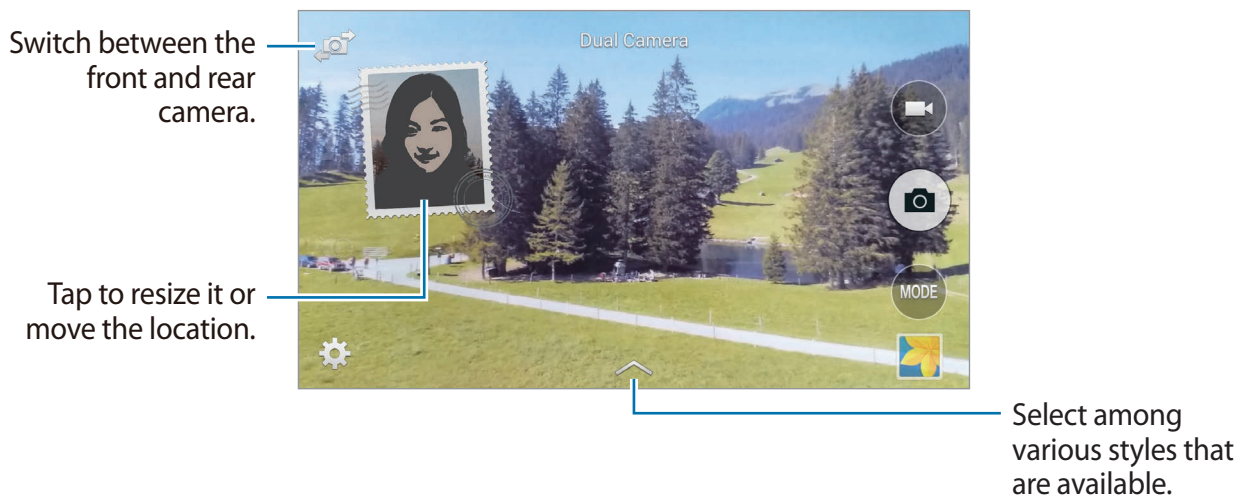 Switch between the
front and rear
camera.
Dual Camera
Tap to resize it or
move the location.
MODE
Select among
various styles that
are available.